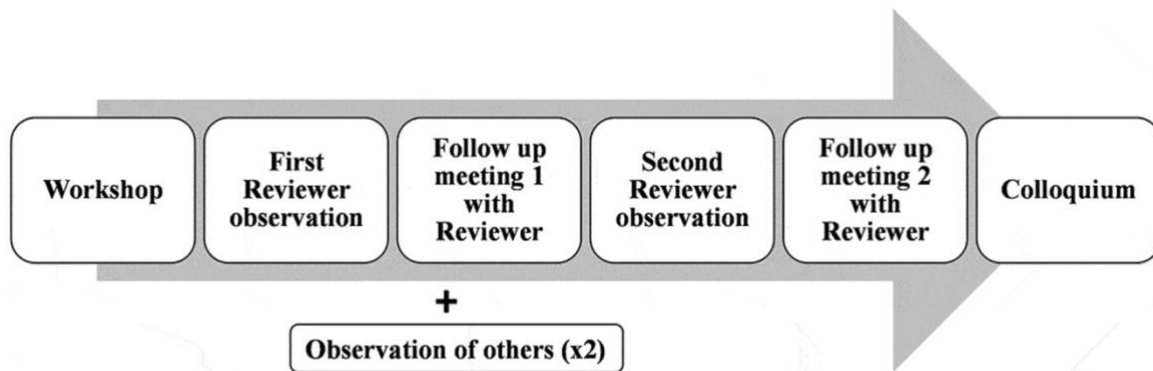 Workshop
First
Reviewer
observation
Follow up
meeting 1
with
Reviewer
Second
Reviewer
observation
Follow up
meeting 2
with
Reviewer
Colloquium
+
Observation of others (x2)